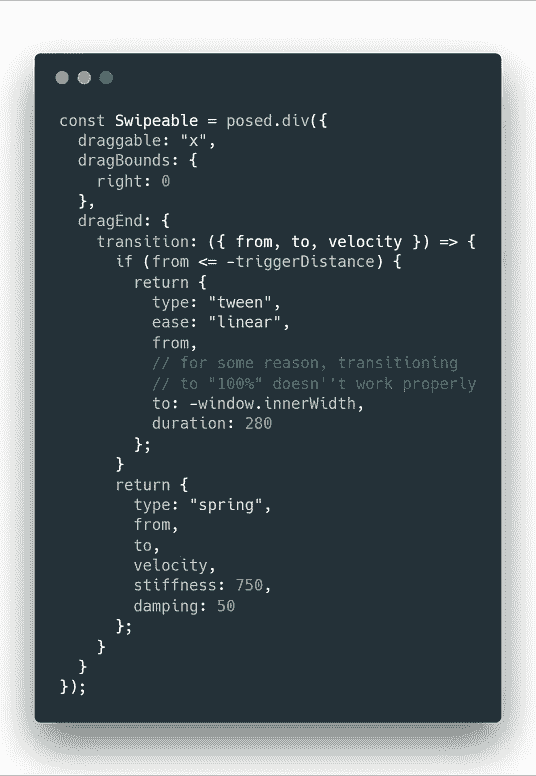 const Swipeable = posed.div({
  draggable: "x",
  dragBounds: {
    right: 0
  },
  dragEnd: {
    transition: ({ from, to, velocity }) => {
      if (from <= -triggerDistance) {
        return {
          type: "tween",
          ease: "linear",
          from,
          // for some reason, transitioning
          // to "100%" doesn''t work properly
          to: -window.innerWidth,
          duration: 280
        };
      }
      return {
        type: "spring",
        from,
        to,
        velocity,
        stiffness: 750,
        damping: 50
      };
    }
  }
});